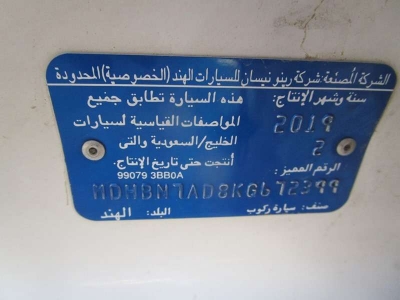 الشركة المصنعة: شركة رينو نيسان للسيارات الهند (الخصوصية) المحدودة
سنة وشهر الإنتاج: هذه السيارة تطابق جميع
2019 المواصفات القياسية لسيارات
2 الخليج/السعودية والتي
الرقم المميز: أنتجت حتى تاريخ الإنتاج.
99079 3BB0A
MDHBN7AD8KG672399
صنف: سيارة ركوب البلد: الهند